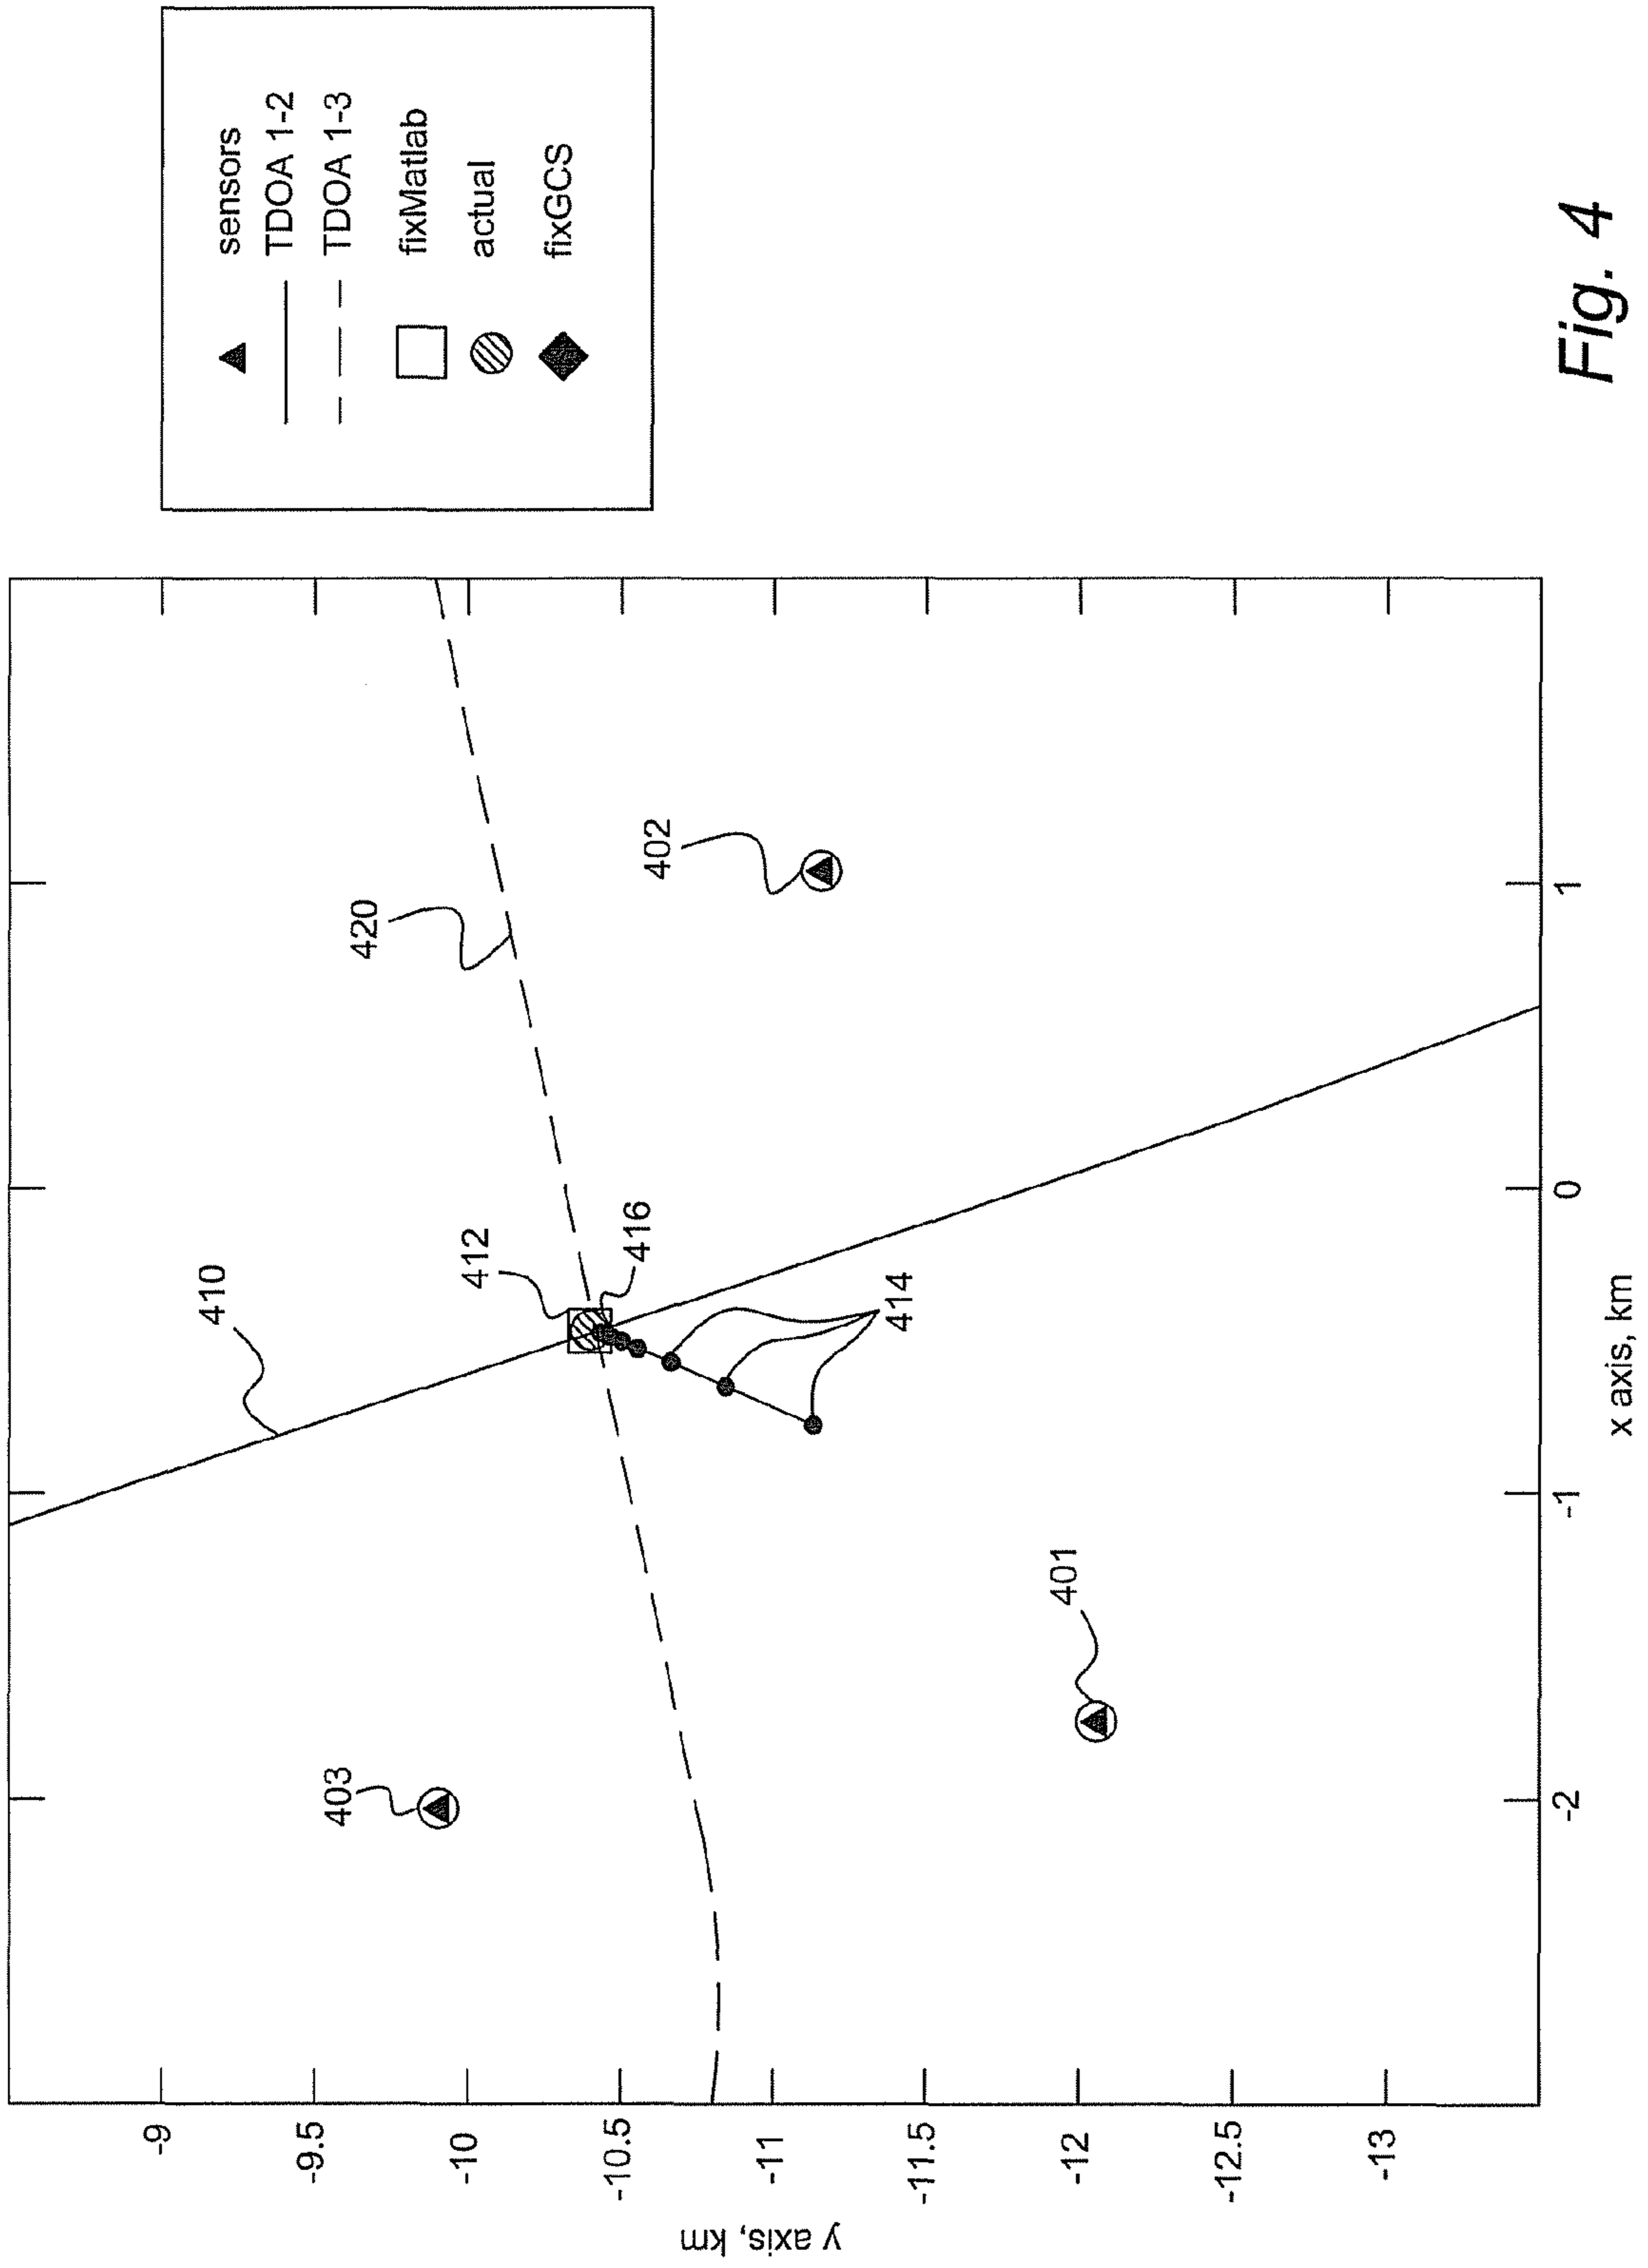 -9
-9.5
-10
-10.5
-11
-11.5
-12
-12.5
-13
y axis, km
-2
-1
0
1
x axis, km
403
401
410
412
416
414
420
402
sensors
TDOA 1-2
TDOA 1-3
fixMatlab
actual
fixGCS
Fig. 4